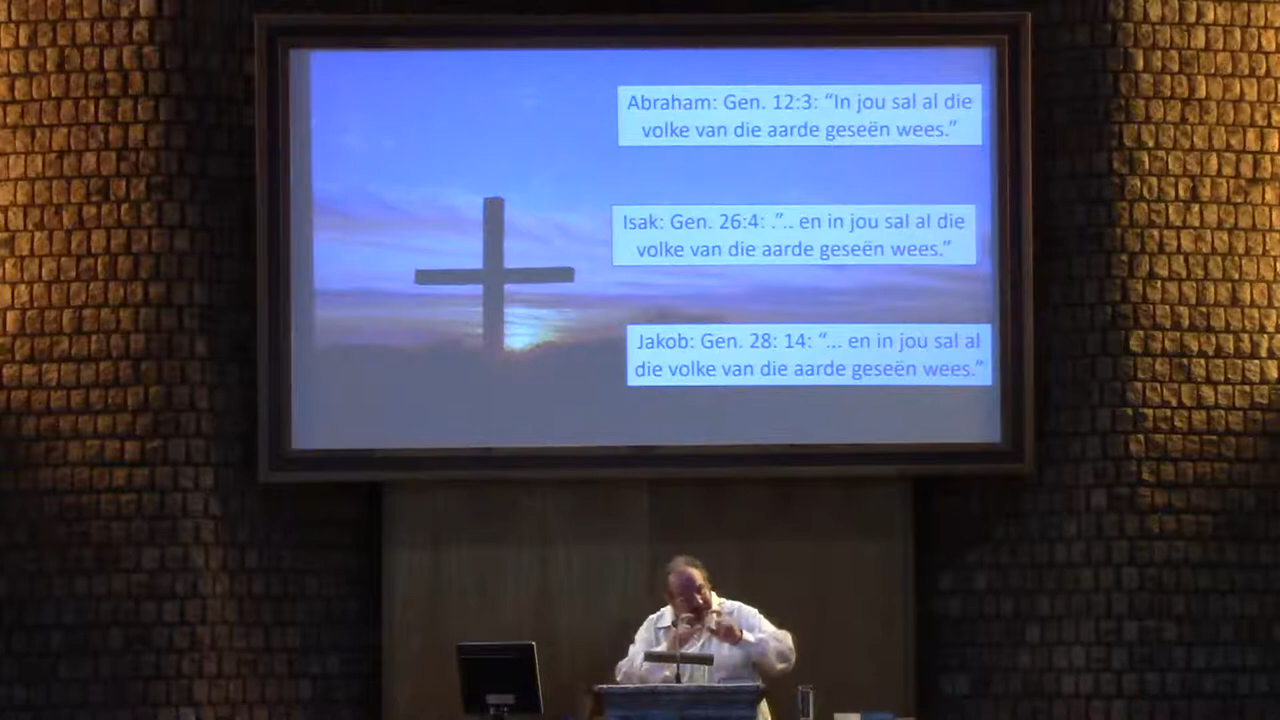 Abraham: Gen. 12:3: “In jou sal al die
volke van die aarde geseën wees.”
Isak: Gen. 26:4: .”.. en in jou sal al die
volke van die aarde geseën wees.”
Jakob: Gen. 28: 14: “... en in jou sal al
die volke van die aarde geseën wees.”